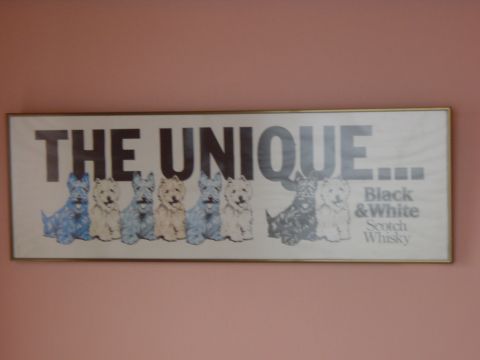 THE UNIQUE...
Black
&White
Scotch
Whisky